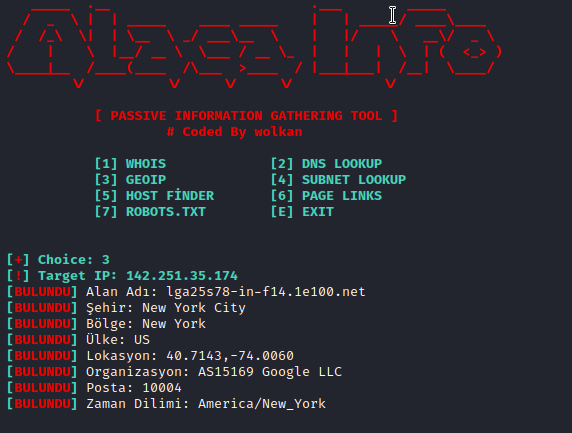 [ PASSIVE INFORMATION GATHERING TOOL ]
# Coded By wolkan
[1] WHOIS [2] DNS LOOKUP
[3] GEOIP [4] SUBNET LOOKUP
[5] HOST FİNDER [6] PAGE LINKS
[7] ROBOTS.TXT [E] EXIT
[+] Choice: 3
[!] Target IP: 142.251.35.174
[BULUNDU] Alan Adı: lga25s78-in-f14.1e100.net
[BULUNDU] Şehir: New York City
[BULUNDU] Bölge: New York
[BULUNDU] Ülke: US
[BULUNDU] Lokasyon: 40.7143,-74.0060
[BULUNDU] Organizasyon: AS15169 Google LLC
[BULUNDU] Posta: 10004
[BULUNDU] Zaman Dilimi: America/New_York